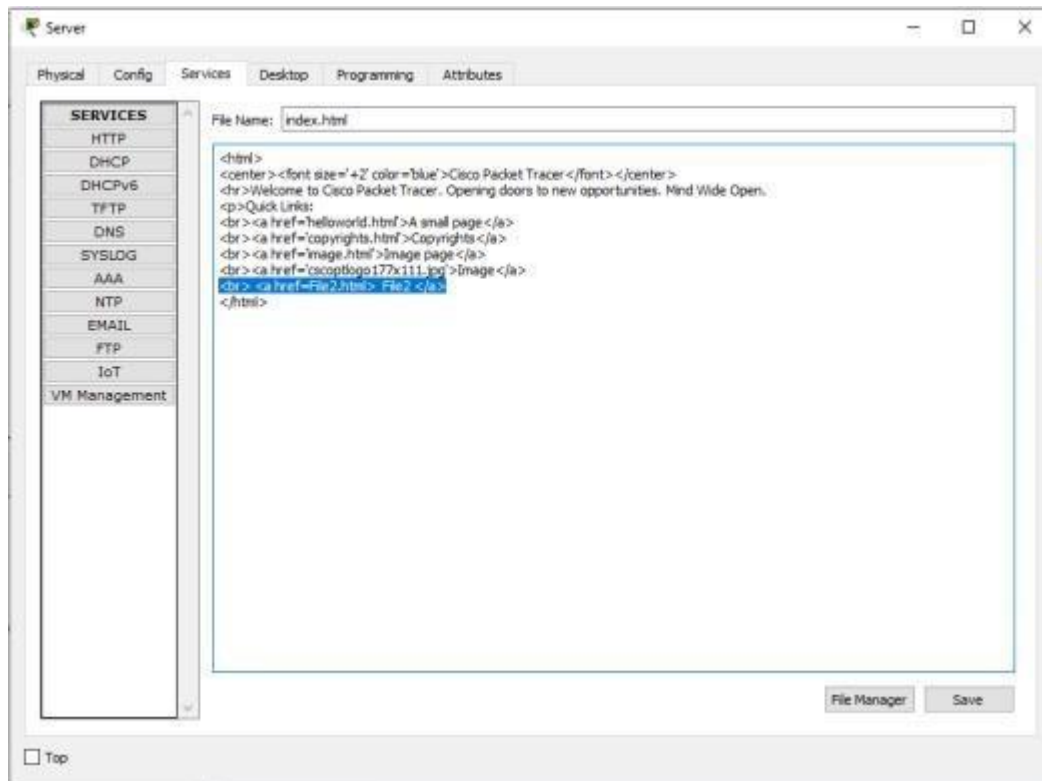 Server
Physical Config Services Desktop Programming Attributes
SERVICES
HTTP
DHCP
DHCPv6
TFTP
DNS
SYSLOG
AAA
NTP
EMAIL
FTP
IoT
VM Management
File Name: index.html
<html>
<center><font size='+2' color='blue'>Cisco Packet Tracer</font></center>
<hr>Welcome to Cisco Packet Tracer. Opening doors to new opportunities. Mind Wide Open.
<p>Quick Links:
<br><a href='helloworld.html'>A small page</a>
<br><a href='copyrights.html'>Copyrights</a>
<br><a href='image.html'>Image page</a>
<br><a href='cscoptlogo177x111.jpg'>Image</a>
<br> <a href=File2.html> File2 </a>
</html>
File Manager Save
Top